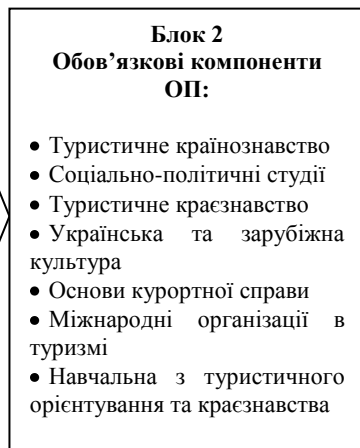 Блок 2
Обов’язкові компоненти
ОП:
• Туристичне країнознавство
• Соціально-політичні студії
• Туристичне краєзнавство
• Українська та зарубіжна
культура
• Основи курортної справи
• Міжнародні організації в
туризмі
• Навчальна з туристичного
орієнтування та краєзнавства